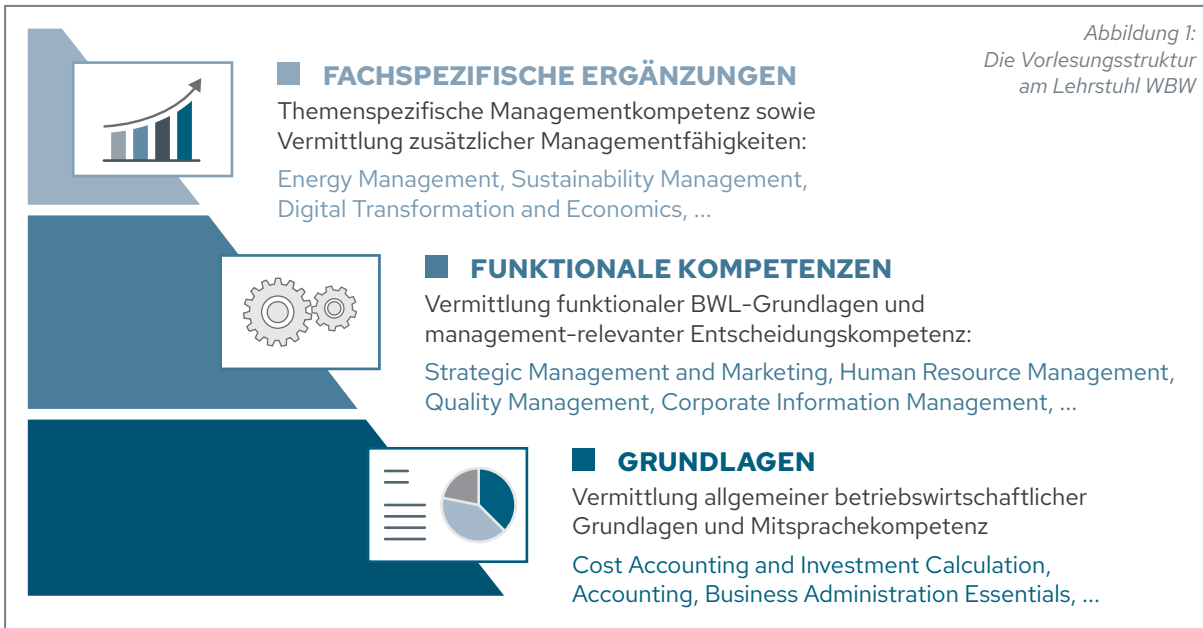 Abbildung 1:
Die Vorlesungsstruktur
am Lehrstuhl WBW
FACHSPEZIFISCHE ERGÄNZUNGEN
Themenspezifische Managementkompetenz sowie
Vermittlung zusätzlicher Managementfähigkeiten:
Energy Management, Sustainability Management,
Digital Transformation and Economics, ...
FUNKTIONALE KOMPETENZEN
Vermittlung funktionaler BWL-Grundlagen und
management-relevanter Entscheidungskompetenz:
Strategic Management and Marketing, Human Resource Management,
Quality Management, Corporate Information Management, ...
GRUNDLAGEN
Vermittlung allgemeiner betriebswirtschaftlicher
Grundlagen und Mitsprachekompetenz
Cost Accounting and Investment Calculation,
Accounting, Business Administration Essentials, ...